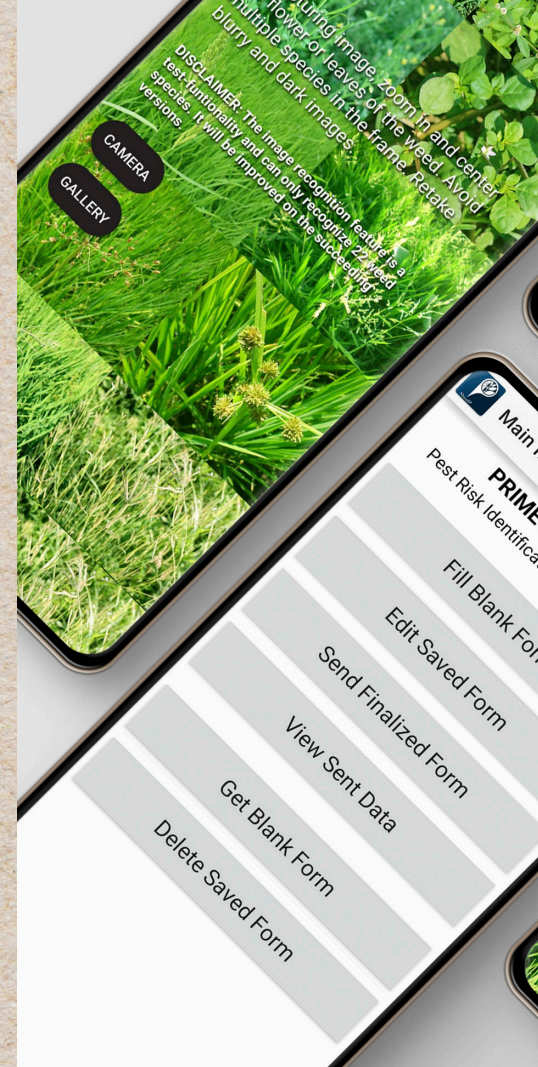 turing image, zoom in and center
flower or leaves of the weed. Avoid
multiple species in the frame. Retake
blurry and dark images.
DISCLAIMER: The image recognition feature is a
test funtionality and can only recognize 22 weed
species. It will be improved on the succeeding
versions
CAMERA
GALLERY
Main
PRIME
Pest Risk Identifica
Fill Blank Form
Edit Saved Form
Send Finalized Form
View Sent Data
Get Blank Form
Delete Saved Form